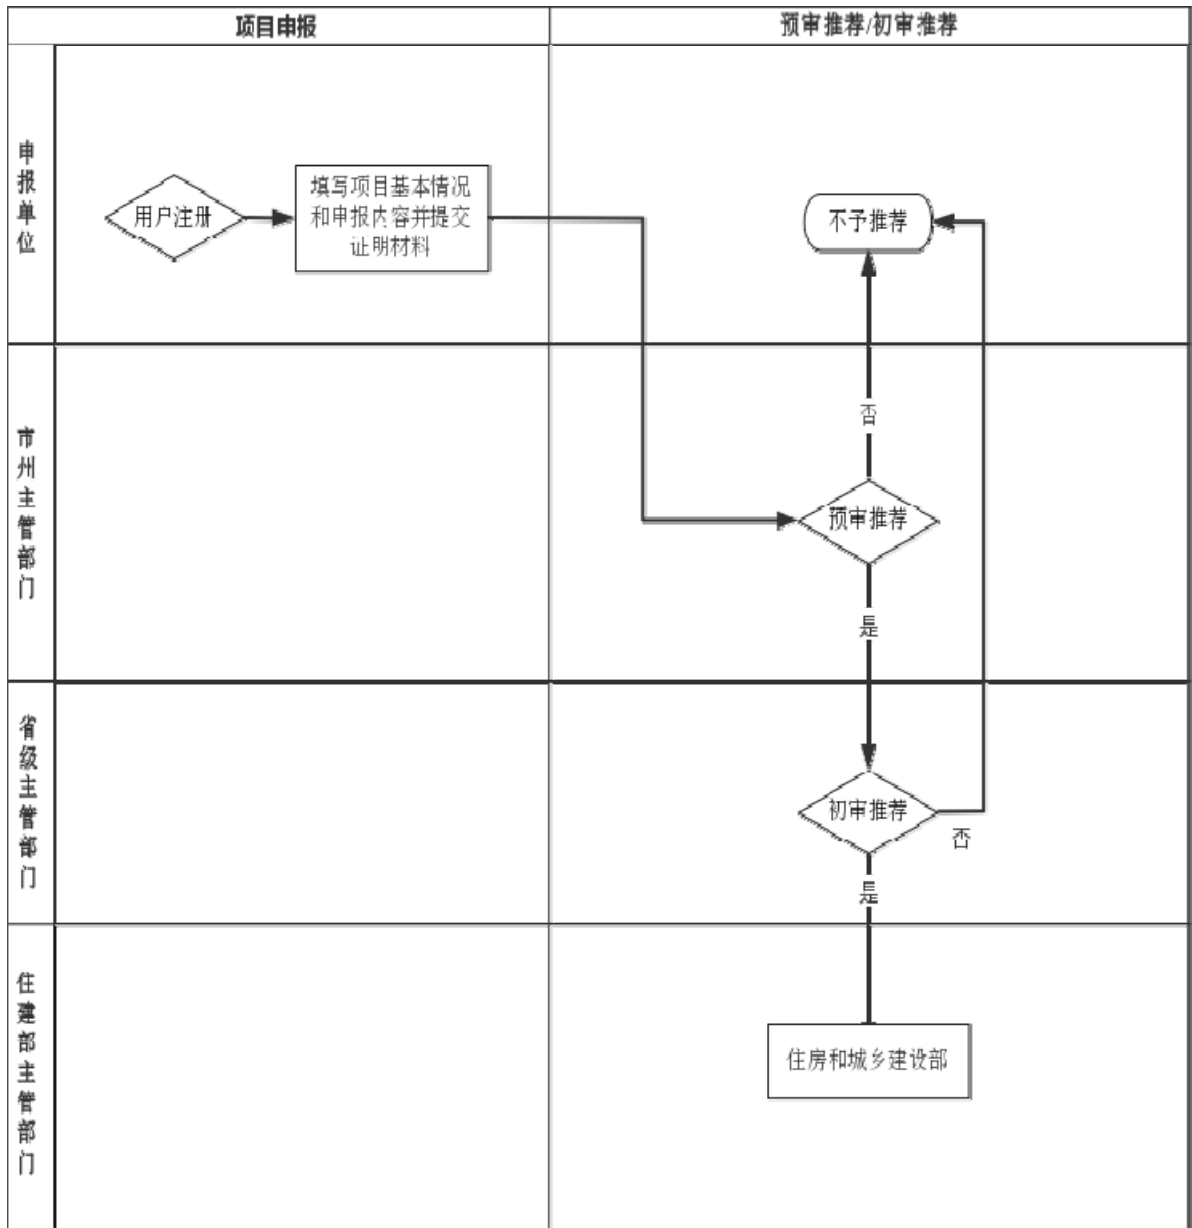 项目申报
预审推荐/初审推荐
申报单位
用户注册
填写项目基本情况
和申报内容并提交
证明材料
不予推荐
市州主管部门
否
预审推荐
是
省级主管部门
初审推荐
否
是
住建部主管部门
住房和城乡建设部